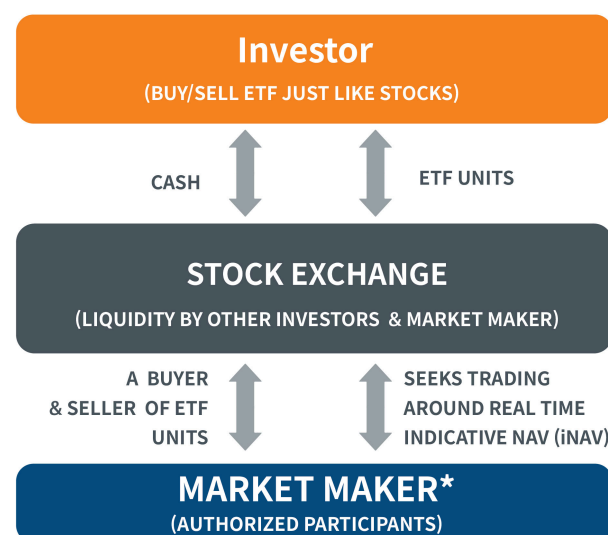 Investor
(BUY/SELL ETF JUST LIKE STOCKS)
CASH
ETF UNITS
STOCK EXCHANGE
(LIQUIDITY BY OTHER INVESTORS & MARKET MAKER)
A BUYER
& SELLER OF ETF
UNITS
SEEKS TRADING
AROUND REAL TIME
INDICATIVE NAV (iNAV)
MARKET MAKER*
(AUTHORIZED PARTICIPANTS)